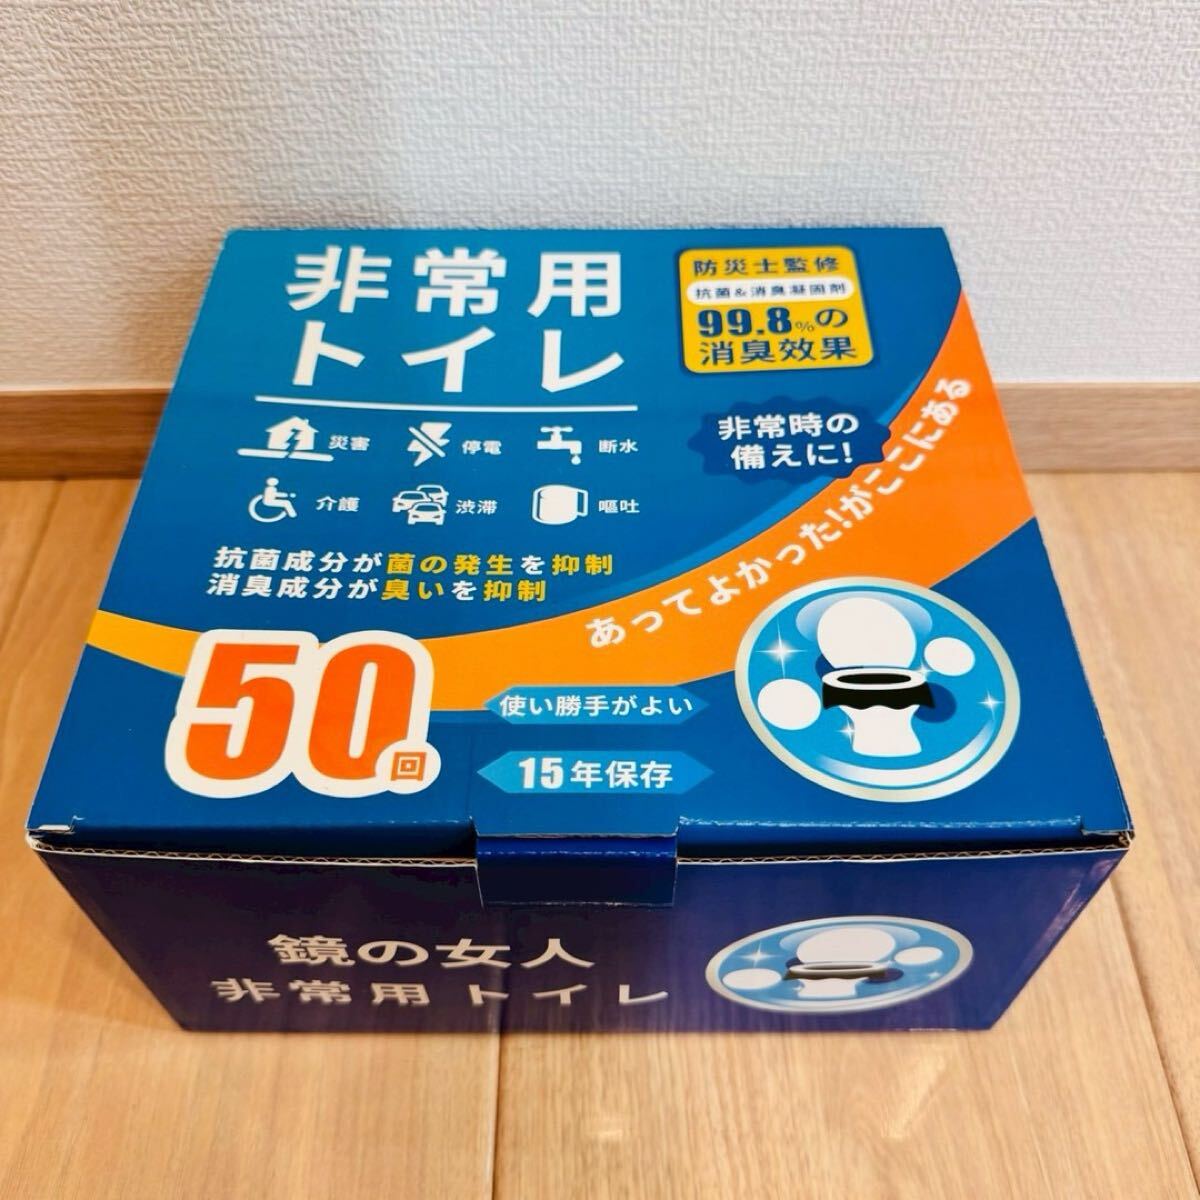 非常用
トイレ
防災士監修
抗菌&消臭凝固剤
99.8%の
消臭効果
災害
停電
断水
介護
渋滞
嘔吐
非常時の
備えに!
抗菌成分が菌の発生を抑制
消臭成分が臭いを抑制
あってよかった!がここにある
50回
使い勝手がよい
15年保存
鏡の女人
非常用トイレ